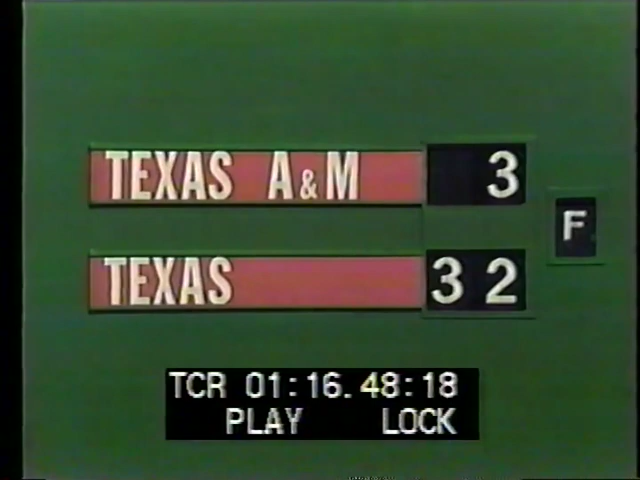 TEXAS A&M 3
F
TEXAS 32
TCR 01:16.48:18
PLAY LOCK